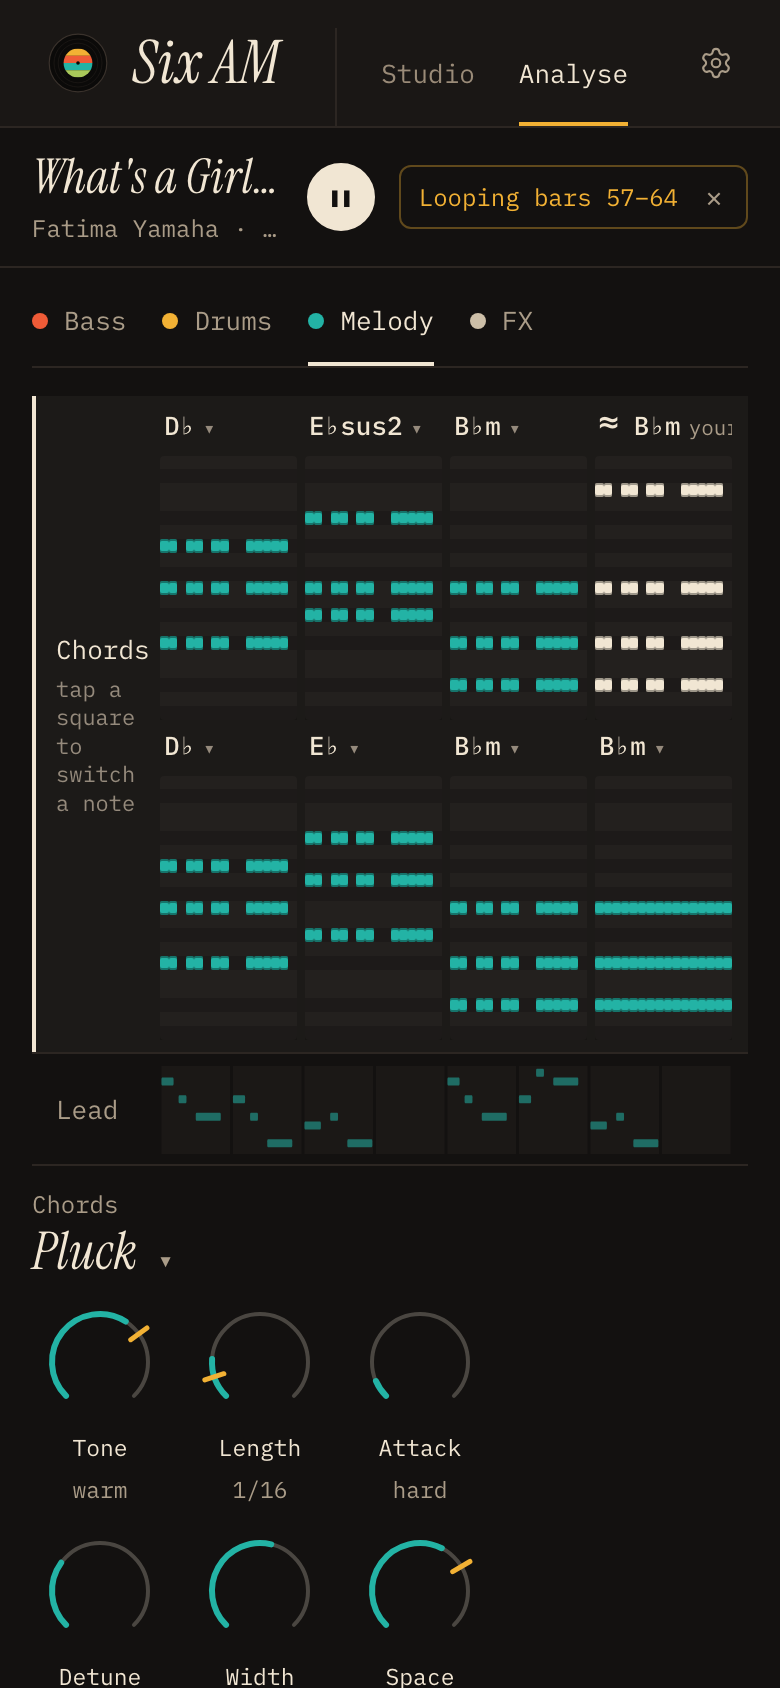 Six AM
Studio Analyse
What's a Girl…
Fatima Yamaha · …
Looping bars 57–64 ×
Bass Drums Melody FX
D♭ ▾ E♭sus2 ▾ B♭m ▾ ≈ B♭m your
Chords
tap a
square
to
switch
a note
D♭ ▾ E♭ ▾ B♭m ▾ B♭m ▾
Lead
Chords
Pluck ▾
Tone Length Attack
warm 1/16 hard
Detune Width Space